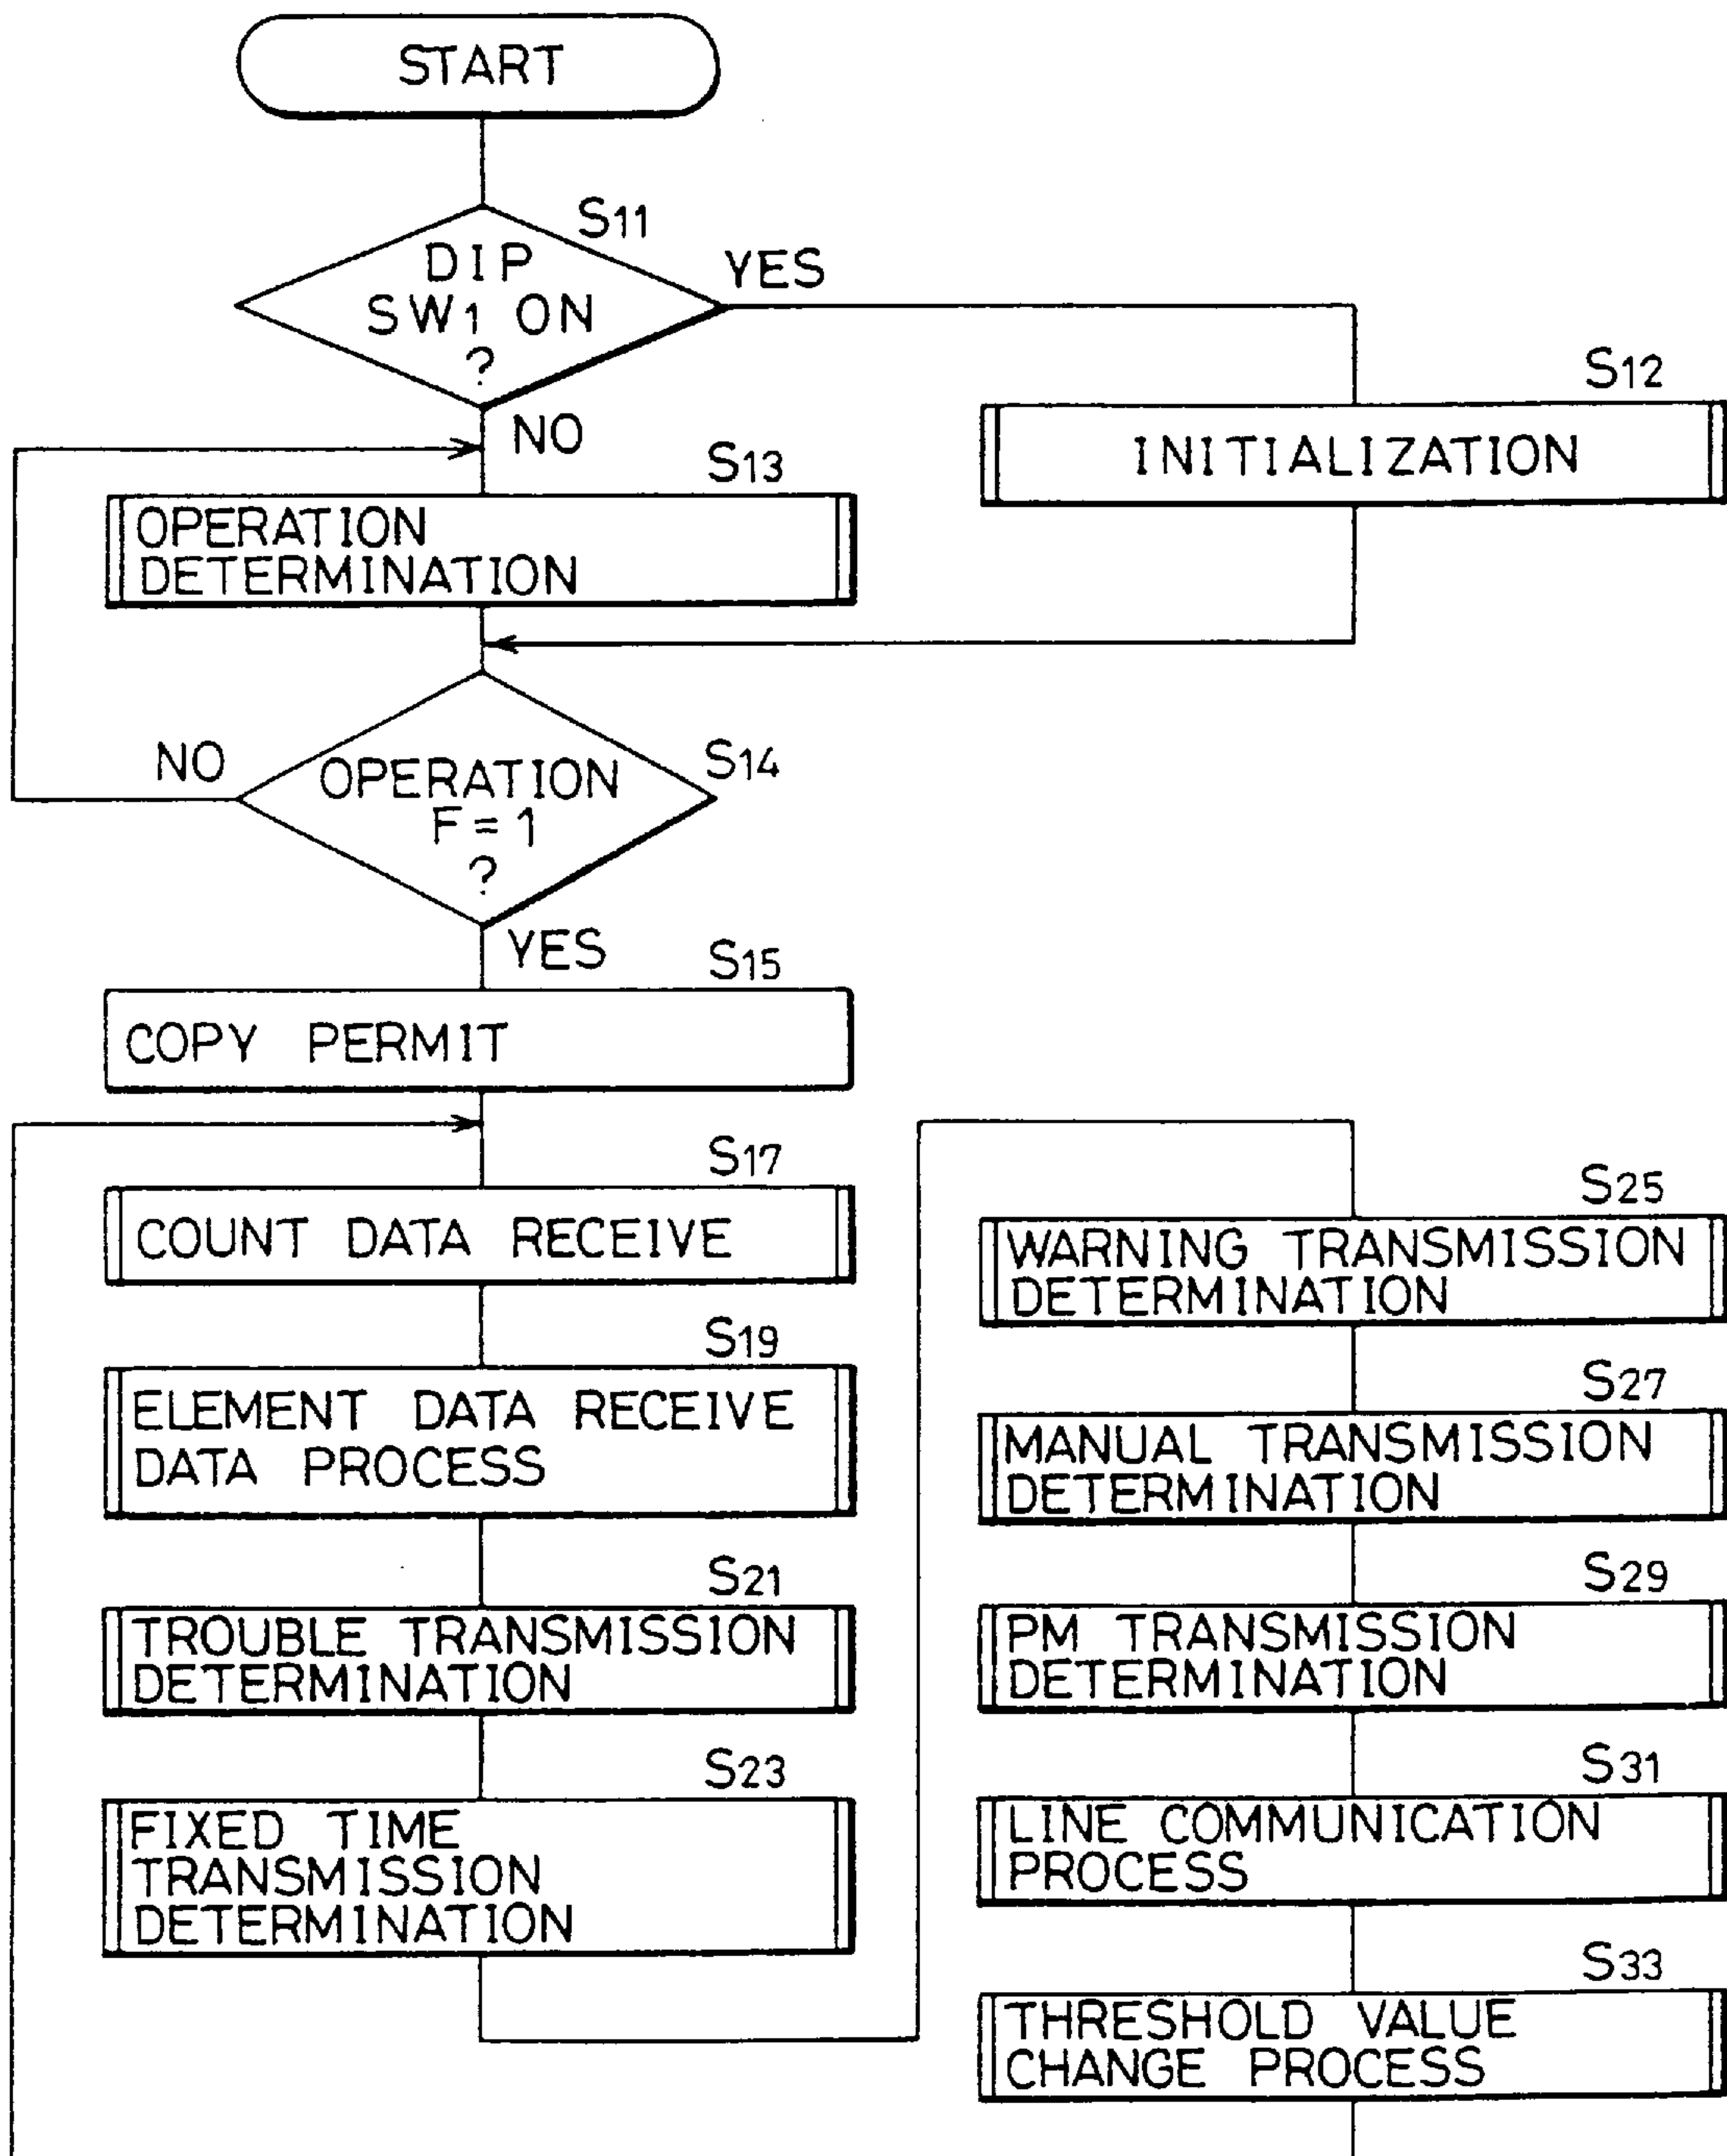 START
S11
DIP
SW1 ON
?
YES
NO
S12
INITIALIZATION
S13
OPERATION
DETERMINATION
S14
OPERATION
F=1
?
NO
YES
S15
COPY PERMIT
S17
COUNT DATA RECEIVE
S19
ELEMENT DATA RECEIVE
DATA PROCESS
S21
TROUBLE TRANSMISSION
DETERMINATION
S23
FIXED TIME
TRANSMISSION
DETERMINATION
S25
WARNING TRANSMISSION
DETERMINATION
S27
MANUAL TRANSMISSION
DETERMINATION
S29
PM TRANSMISSION
DETERMINATION
S31
LINE COMMUNICATION
PROCESS
S33
THRESHOLD VALUE
CHANGE PROCESS